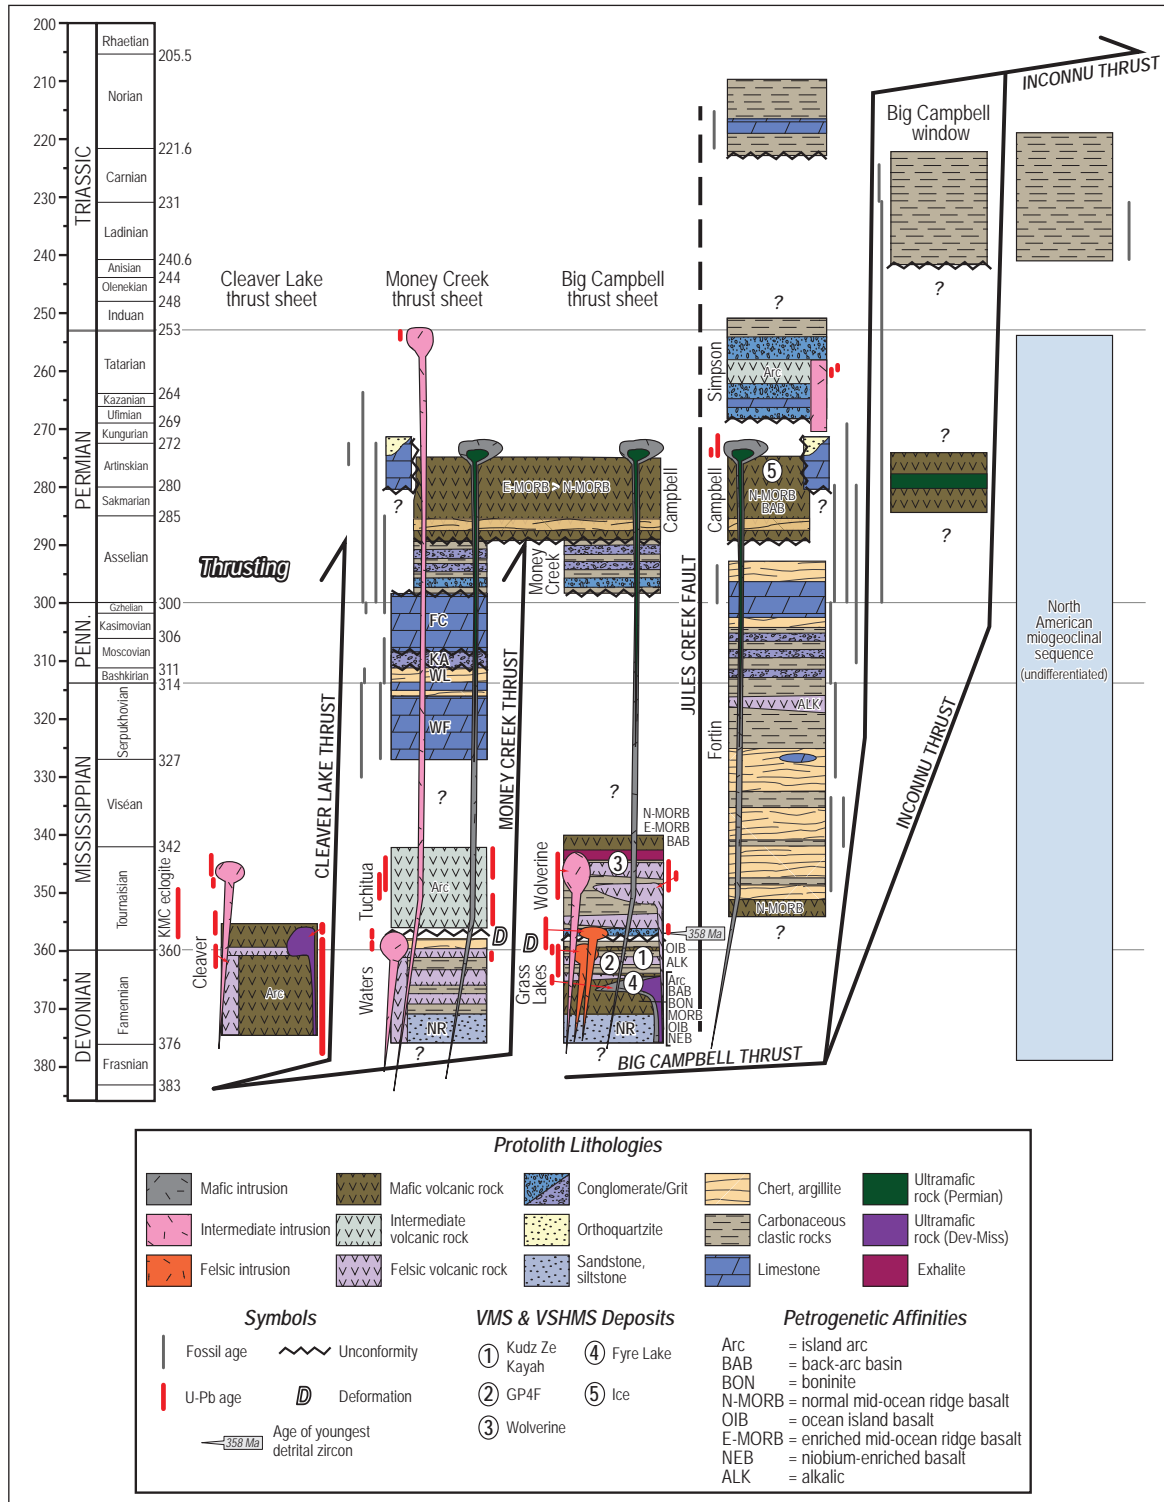 200
210
220
230
240
250
260
270
280
290
300
310
320
330
340
350
360
370
380
TRIASSIC
PERMIAN
PENN.
MISSISSIPPIAN
DEVONIAN
Rhaetian
205.5
Norian
221.6
Carnian
231
Ladinian
240.6
Anisian
244
Olenekian
248
Induan
253
Tatarian
264
Kazanian
Ufimian
269
Kungurian
272
Artinskian
280
Sakmarian
285
Asselian
300
Gzhelian
Kasimovian
306
Moscovian
311
Bashkirian
314
Serpukhovian
327
Viséan
342
Tournaisian
360
Famennian
376
Frasnian
383
Cleaver Lake
thrust sheet
Money Creek
thrust sheet
Big Campbell
thrust sheet
Big Campbell
window
INCONNU THRUST
Thrusting
CLEAVER LAKE THRUST
MONEY CREEK THRUST
JULES CREEK FAULT
BIG CAMPBELL THRUST
INCONNU THRUST
KMC eclogite
Cleaver
Arc
E-MORB > N-MORB
?
FC
KA
WL
WF
?
Tuchitua
Arc
D
Waters
NR
?
Campbell
Money
Creek
?
N-MORB
E-MORB
BAB
Wolverine
3
358 Ma
D
Grass
Lakes
2
1
4
OIB
ALK
Arc
BAB
BON
MORB
OIB
NEB
NR
?
?
Simpson
Arc
Campbell
5
N-MORB
BAB
?
Fortin
ALK
N-MORB
?
?
?
?
North
American
miogeoclinal
sequence
(undifferentiated)
Protolith Lithologies
Mafic intrusion
Mafic volcanic rock
Conglomerate/Grit
Chert, argillite
Ultramafic
rock (Permian)
Intermediate intrusion
Intermediate
volcanic rock
Orthoquartzite
Carbonaceous
clastic rocks
Ultramafic
rock (Dev-Miss)
Felsic intrusion
Felsic volcanic rock
Sandstone,
siltstone
Limestone
Exhalite
Symbols
Fossil age
Unconformity
U-Pb age
D Deformation
358 Ma
Age of youngest
detrital zircon
VMS & VSHMS Deposits
1 Kudz Ze
Kayah
4 Fyre Lake
2 GP4F
5 Ice
3 Wolverine
Petrogenetic Affinities
Arc = island arc
BAB = back-arc basin
BON = boninite
N-MORB = normal mid-ocean ridge basalt
OIB = ocean island basalt
E-MORB = enriched mid-ocean ridge basalt
NEB = niobium-enriched basalt
ALK = alkalic